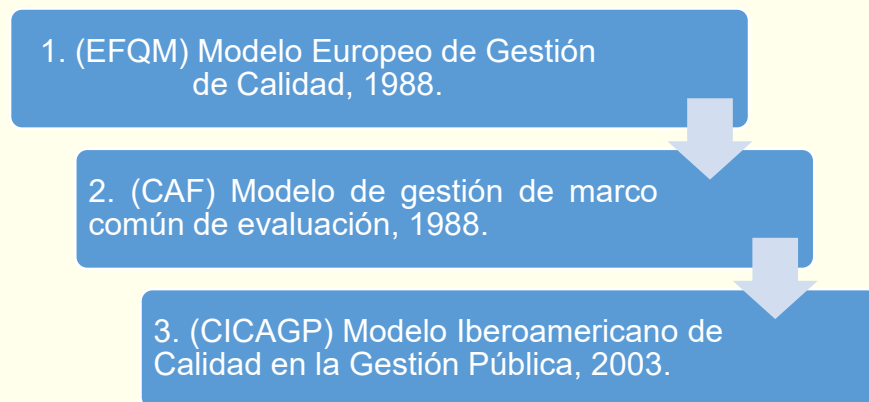 1. (EFQM) Modelo Europeo de Gestión
de Calidad, 1988.
2. (CAF) Modelo de gestión de marco
común de evaluación, 1988.
3. (CICAGP) Modelo Iberoamericano de
Calidad en la Gestión Pública, 2003.